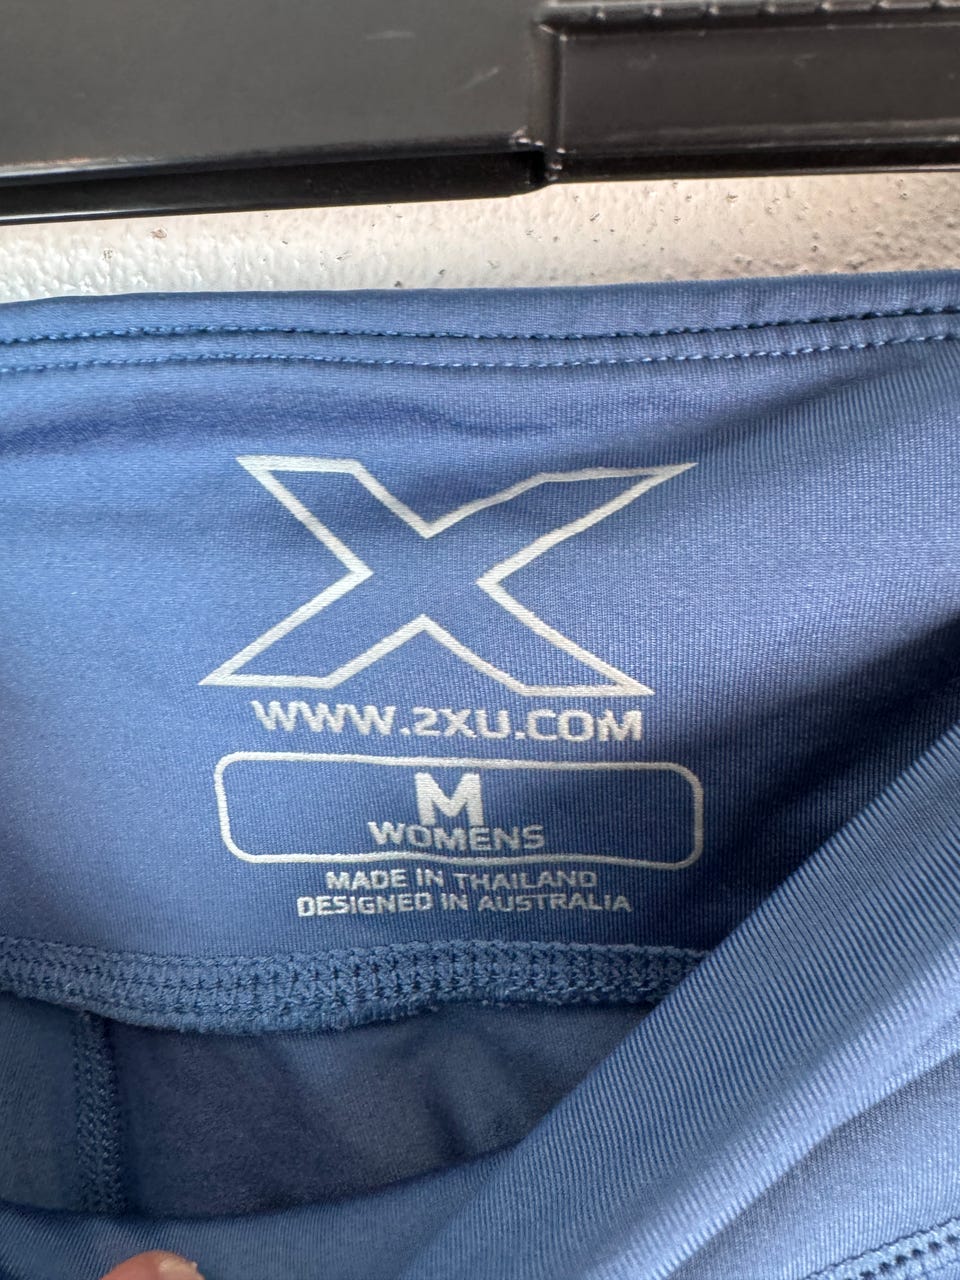 X
WWW.2XU.COM
M
WOMENS
MADE IN THAILAND
DESIGNED IN AUSTRALIA